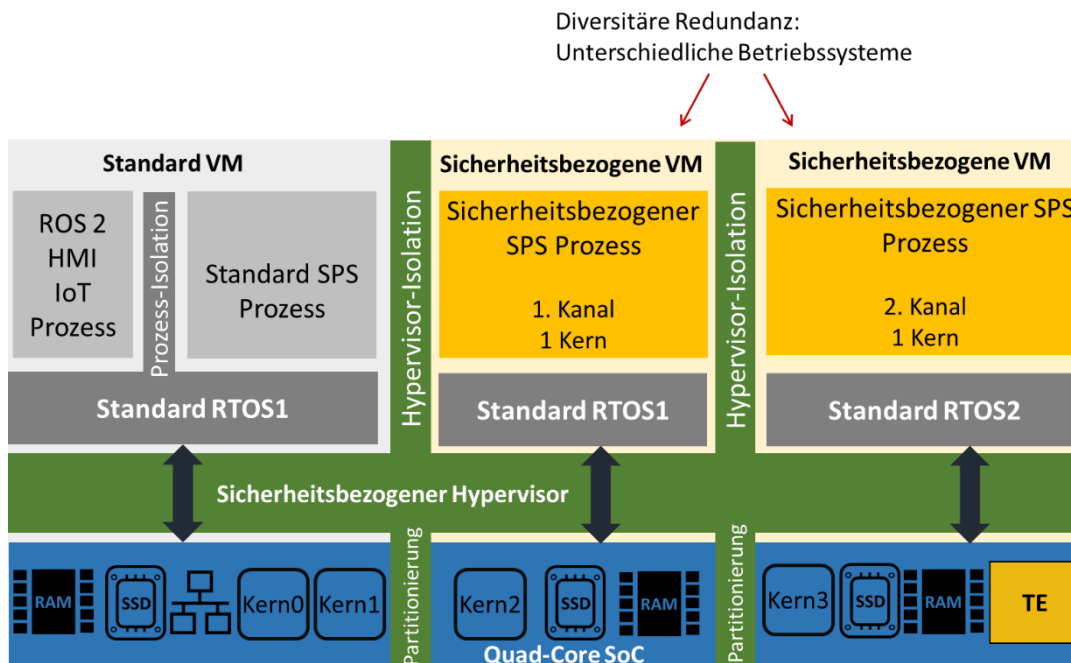 Diversitäre Redundanz:
Unterschiedliche Betriebssysteme
Standard VM
ROS 2
HMI
IoT
Prozess
Prozess-Isolation
Standard SPS
Prozess
Standard RTOS1
Hypervisor-Isolation
Sicherheitsbezogene VM
Sicherheitsbezogener
SPS Prozess
1. Kanal
1 Kern
Standard RTOS1
Hypervisor-Isolation
Sicherheitsbezogene VM
Sicherheitsbezogener SPS
Prozess
2. Kanal
1 Kern
Standard RTOS2
Sicherheitsbezogener Hypervisor
RAM
SSD
Kern0
Kern1
Partitionierung
Kern2
SSD
RAM
Partitionierung
Kern3
SSD
RAM
TE
Quad-Core SoC